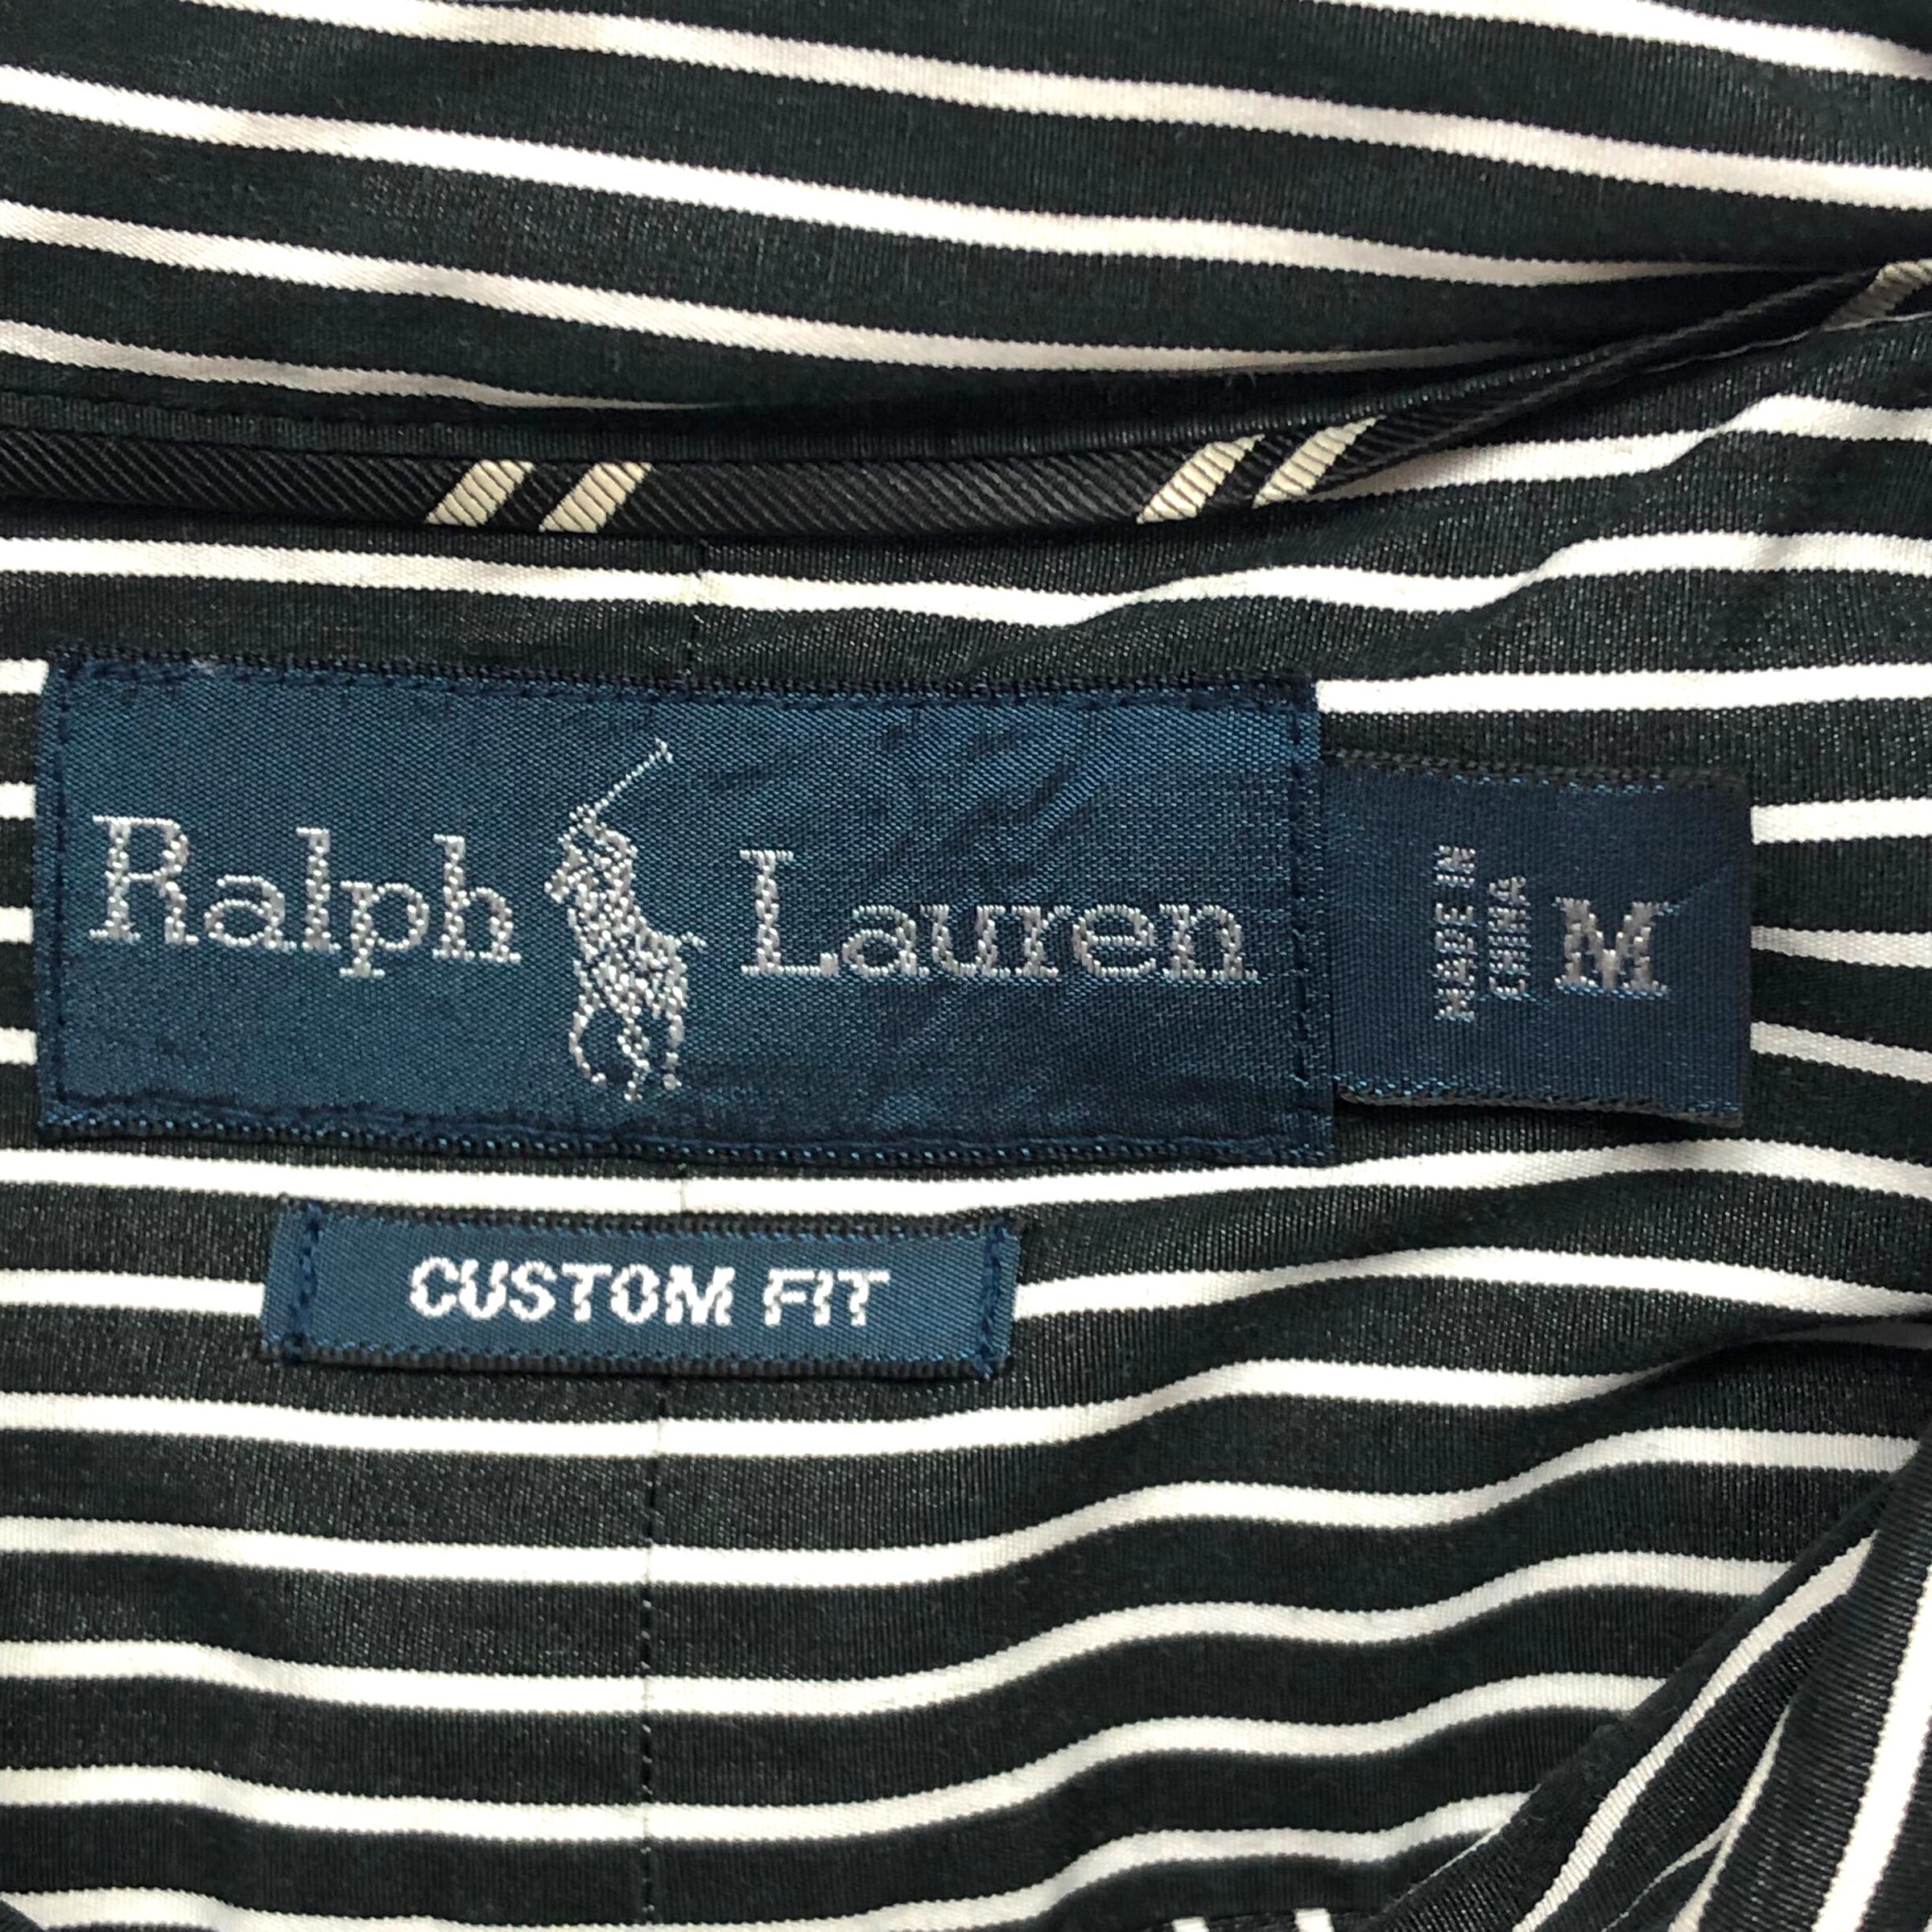 Ralph Lauren
MADE IN
CHINA
M
CUSTOM FIT